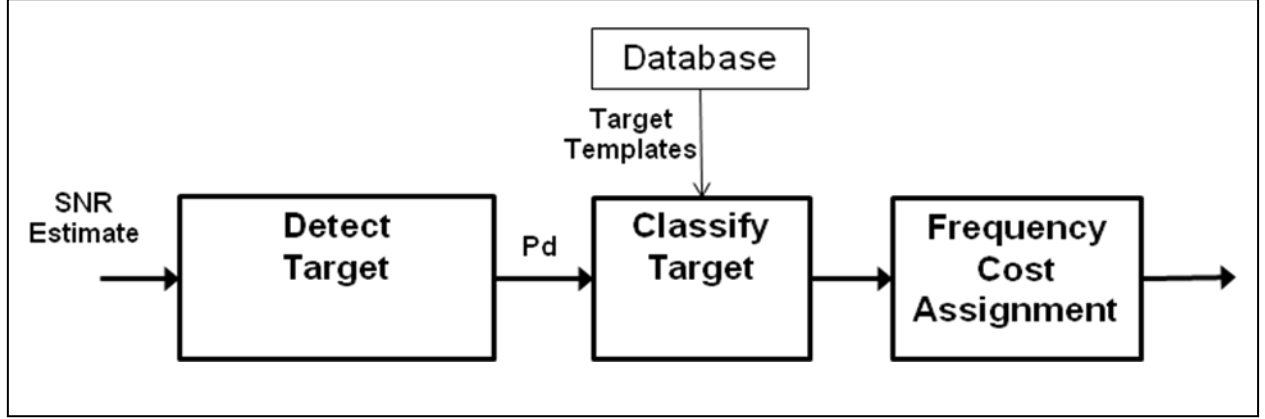 Database
Target
Templates
SNR
Estimate
Detect
Target
Pd
Classify
Target
Frequency
Cost
Assignment